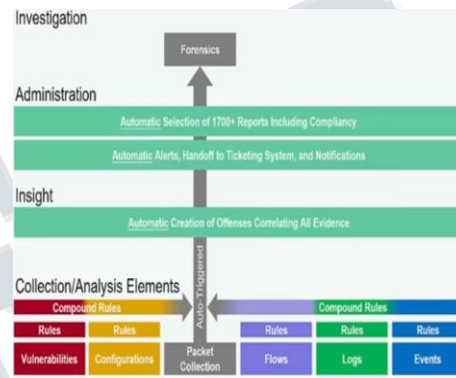 Investigation
Forensics
Administration
Automatic Selection of 1700+ Reports Including Compliancy
Automatic Alerts, Handoff to Ticketing System, and Notifications
Insight
Automatic Creation of Offenses Correlating All Evidence
Auto-Triggered
Collection/Analysis Elements
Compound Rules
Compound Rules
Rules
Rules
Rules
Rules
Rules
Vulnerabilities
Configurations
Packet
Collection
Flows
Logs
Events